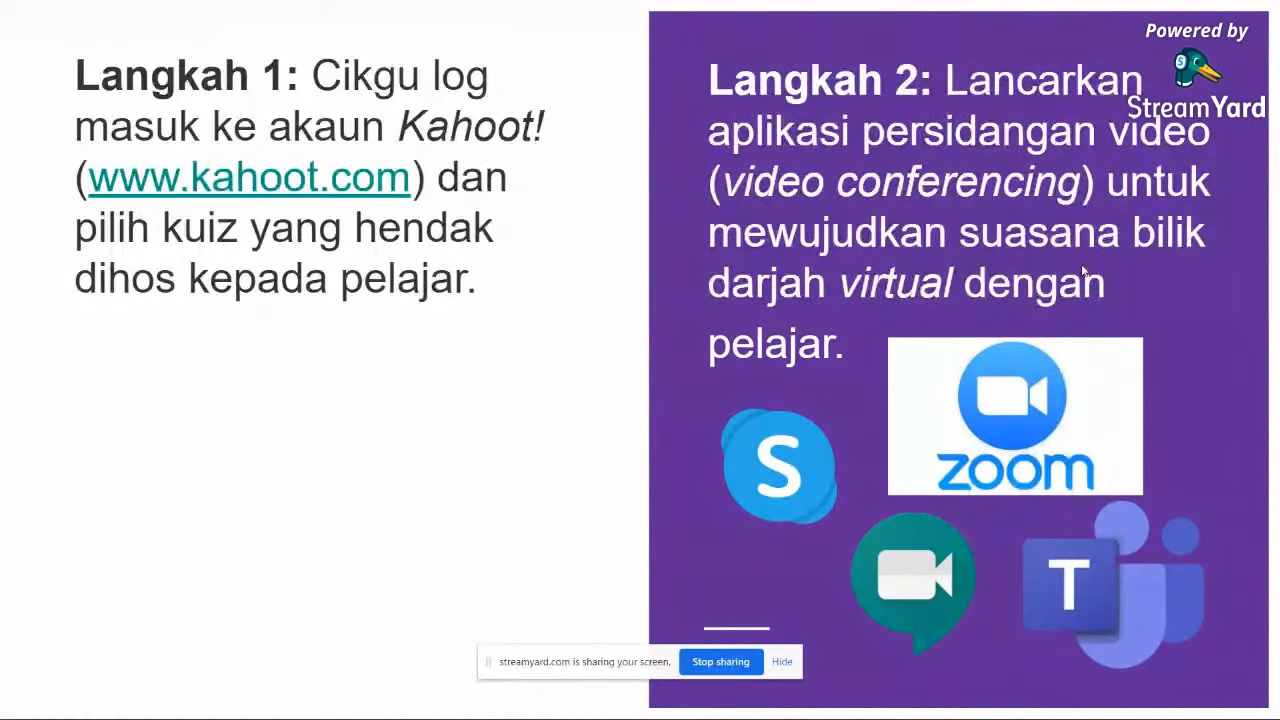 Langkah 1: Cikgu log
masuk ke akaun Kahoot!
(www.kahoot.com) dan
pilih kuiz yang hendak
dihos kepada pelajar.
Powered by
StreamYard
Langkah 2: Lancarkan
aplikasi persidangan video
(video conferencing) untuk
mewujudkan suasana bilik
darjah virtual dengan
pelajar.
S
zoom
T
streamyard.com is sharing your screen.
Stop sharing
Hide